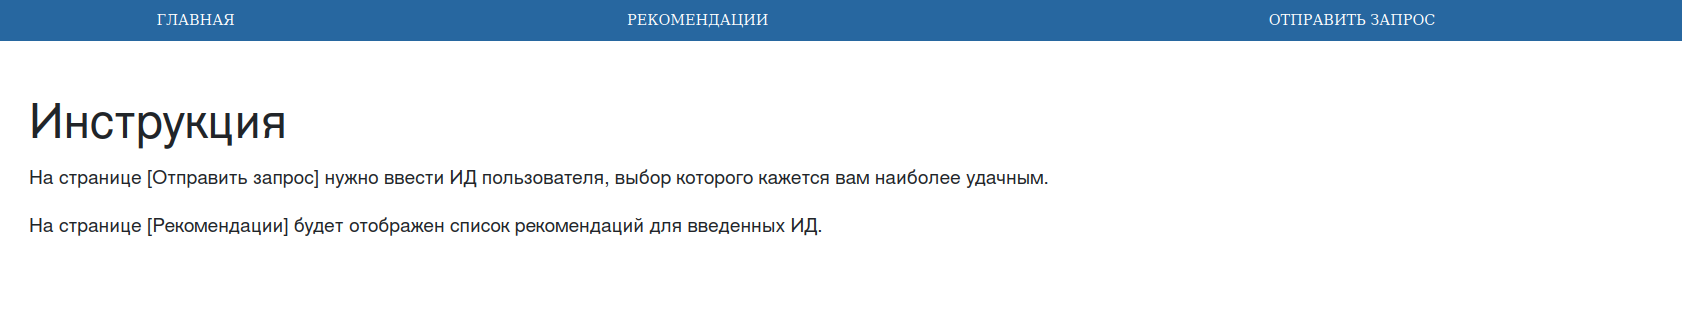 ГЛАВНАЯ
РЕКОМЕНДАЦИИ
ОТПРАВИТЬ ЗАПРОС
Инструкция
На странице [Отправить запрос] нужно ввести ИД пользователя, выбор которого кажется вам наиболее удачным.
На странице [Рекомендации] будет отображен список рекомендаций для введенных ИД.